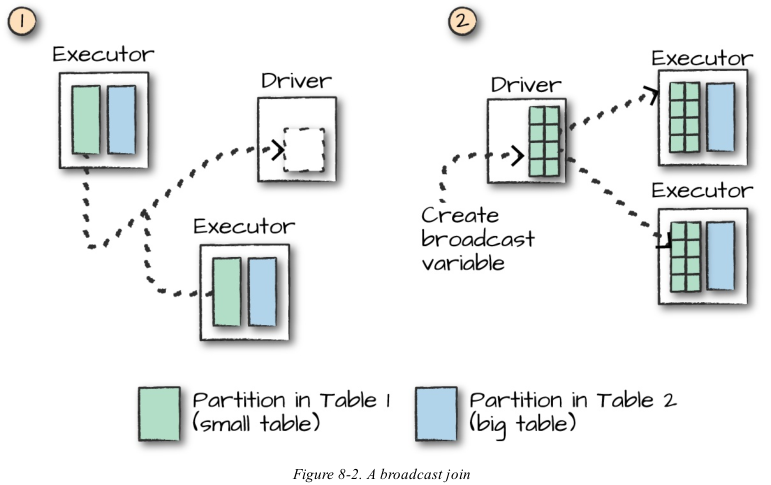 1
Executor
Driver
Executor
2
Driver
Executor
Executor
Create
broadcast
variable
Partition in Table 1
(small table)
Partition in Table 2
(big table)
Figure 8-2. A broadcast join